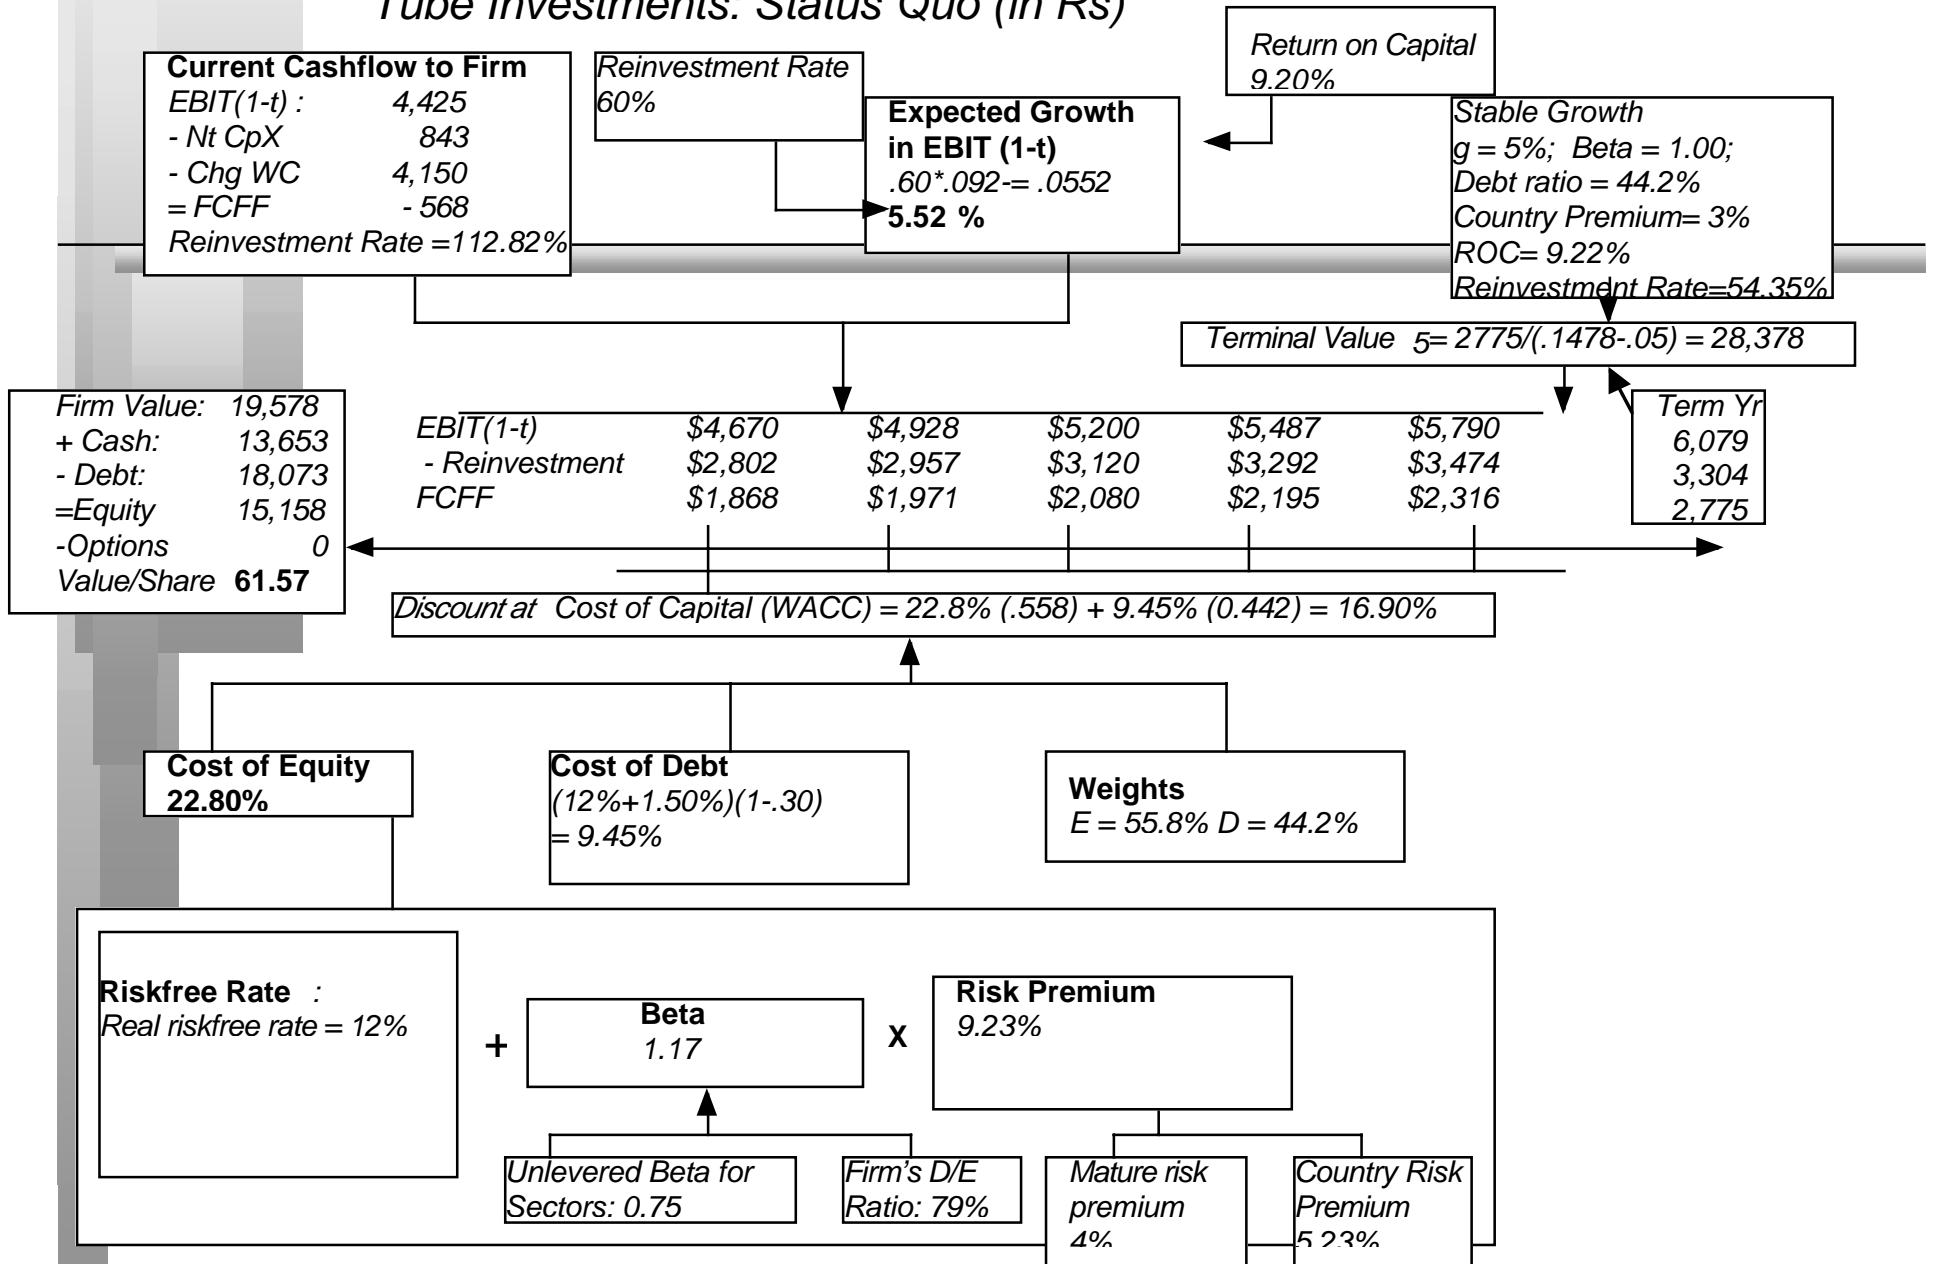 Tube Investments: Status Quo (in Rs)
Current Cashflow to Firm
EBIT(1-t) : 4,425
- Nt CpX 843
- Chg WC 4,150
= FCFF - 568
Reinvestment Rate =112.82%
Reinvestment Rate
60%
Expected Growth
in EBIT (1-t)
.60*.092-= .0552
5.52 %
Return on Capital
9.20%
Stable Growth
g = 5%; Beta = 1.00;
Debt ratio = 44.2%
Country Premium= 3%
ROC= 9.22%
Reinvestment Rate=54.35%
Terminal Value 5= 2775/(.1478-.05) = 28,378
Firm Value: 19,578
+ Cash: 13,653
- Debt: 18,073
=Equity 15,158
-Options 0
Value/Share 61.57
EBIT(1-t) $4,670 $4,928 $5,200 $5,487 $5,790
- Reinvestment $2,802 $2,957 $3,120 $3,292 $3,474
FCFF $1,868 $1,971 $2,080 $2,195 $2,316
Term Yr
6,079
3,304
2,775
Discount at Cost of Capital (WACC) = 22.8% (.558) + 9.45% (0.442) = 16.90%
Cost of Equity
22.80%
Cost of Debt
(12%+1.50%)(1-.30)
= 9.45%
Weights
E = 55.8% D = 44.2%
Riskfree Rate :
Real riskfree rate = 12%
+
Beta
1.17
X
Risk Premium
9.23%
Unlevered Beta for
Sectors: 0.75
Firm's D/E
Ratio: 79%
Mature risk
premium
4%
Country Risk
Premium
5.23%